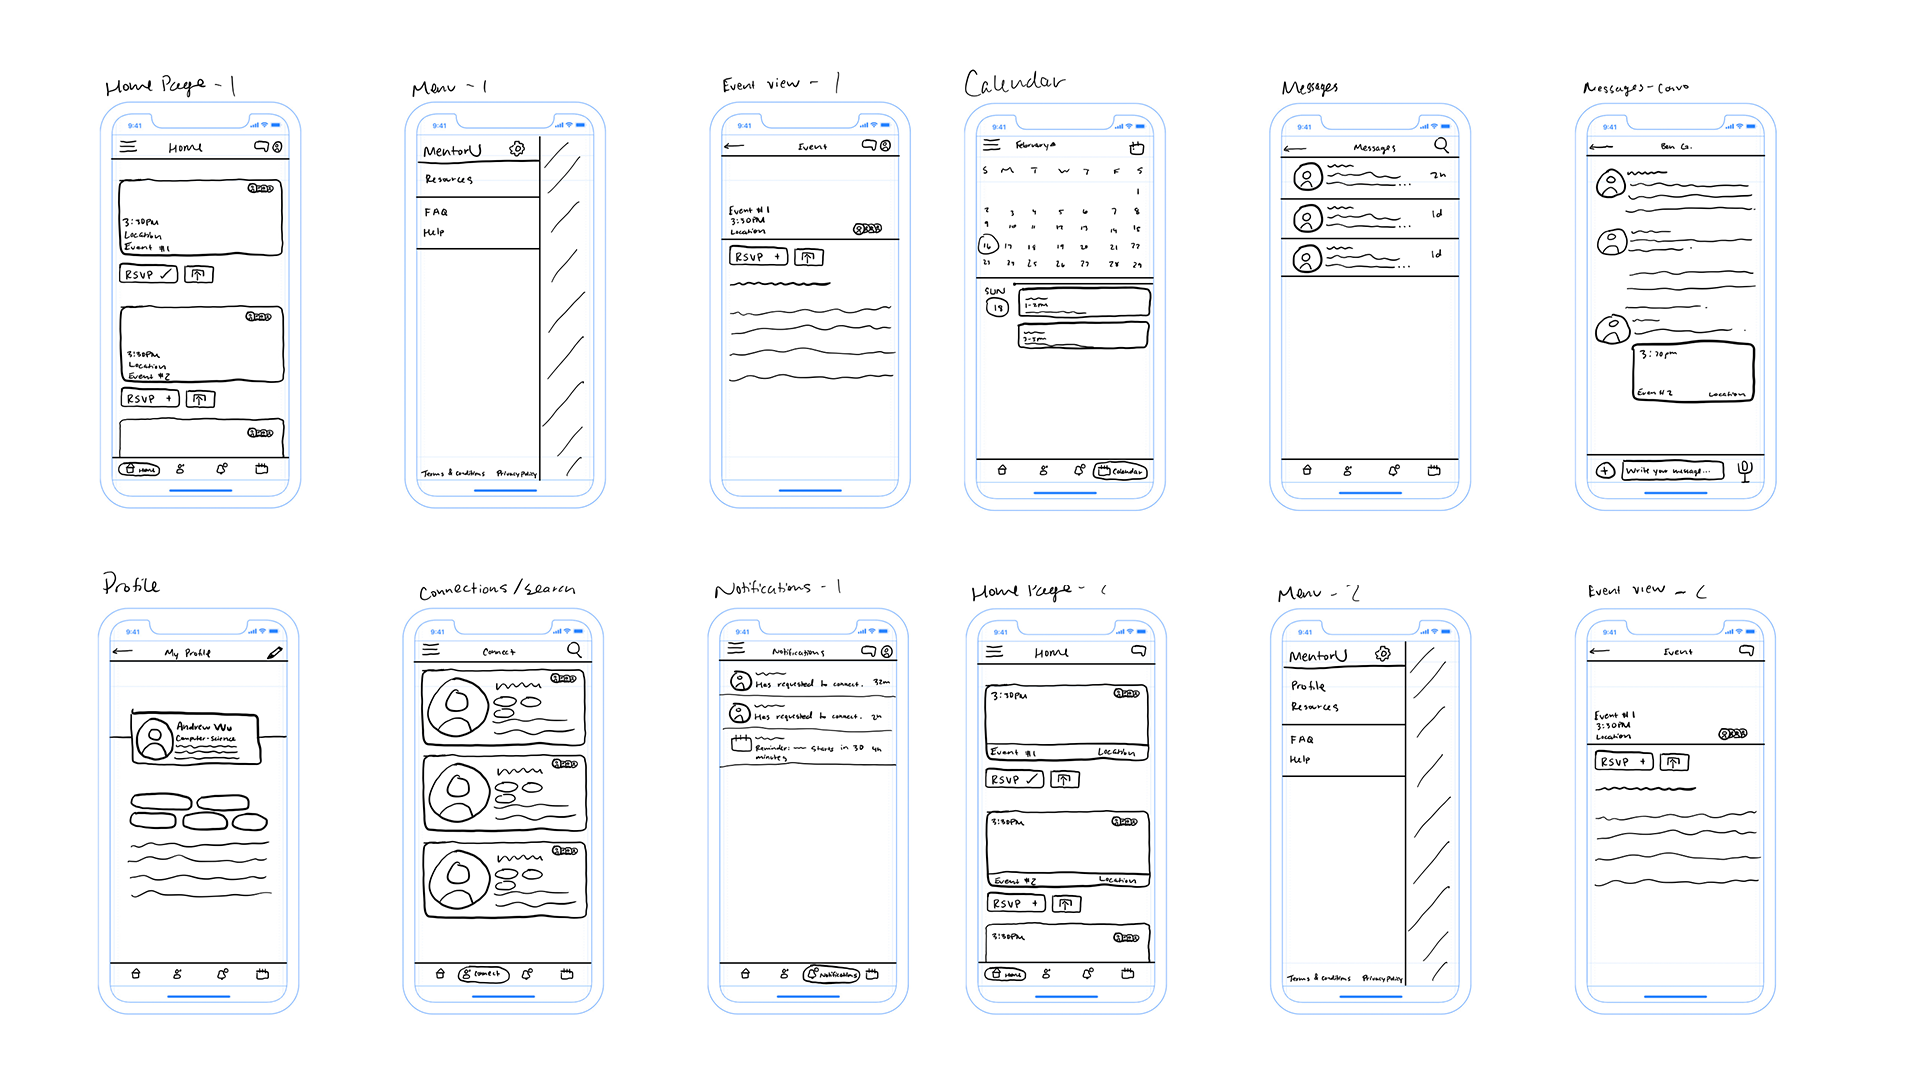 Home Page - 1
9:41
Home
3:30PM
Location
Event #1
RSVP ✓
3:30PM
Location
Event #2
RSVP +
Home
Menu - 1
9:41
MentorU
Resources
FAQ
Help
Terms & Conditions Privacy Policy
Event view - 1
9:41
Event
Event #1
3:30PM
Location
RSVP +
Calendar
9:41
February
S M T W T F S
1
2 3 4 5 6 7 8
9 10 11 12 13 14 15
16 17 18 19 20 21 22
23 24 25 26 27 28 29
SUN
18
1-2pm
2-3pm
Calendar
Messages
9:41
Messages
2h
1d
1d
Messages - convo
9:41
Ben Co.
3:30pm
Event #2 Location
Write your message...
Profile
9:41
My Profile
Andrew Wu
Computer Science
Connections/search
9:41
Connect
Connect
Notifications - 1
9:41
Notifications
Has requested to connect. 32m
Has requested to connect. 2h
Reminder: starts in 30 4h
minutes
Notifications
Home Page - 2
9:41
Home
3:30PM
Event #1 Location
RSVP ✓
3:30PM
Event #2 Location
RSVP +
3:30PM
Home
Menu - 2
9:41
MentorU
Profile
Resources
FAQ
Help
Terms & Conditions Privacy Policy
Event view - 2
9:41
Event
Event #1
3:30PM
Location
RSVP +